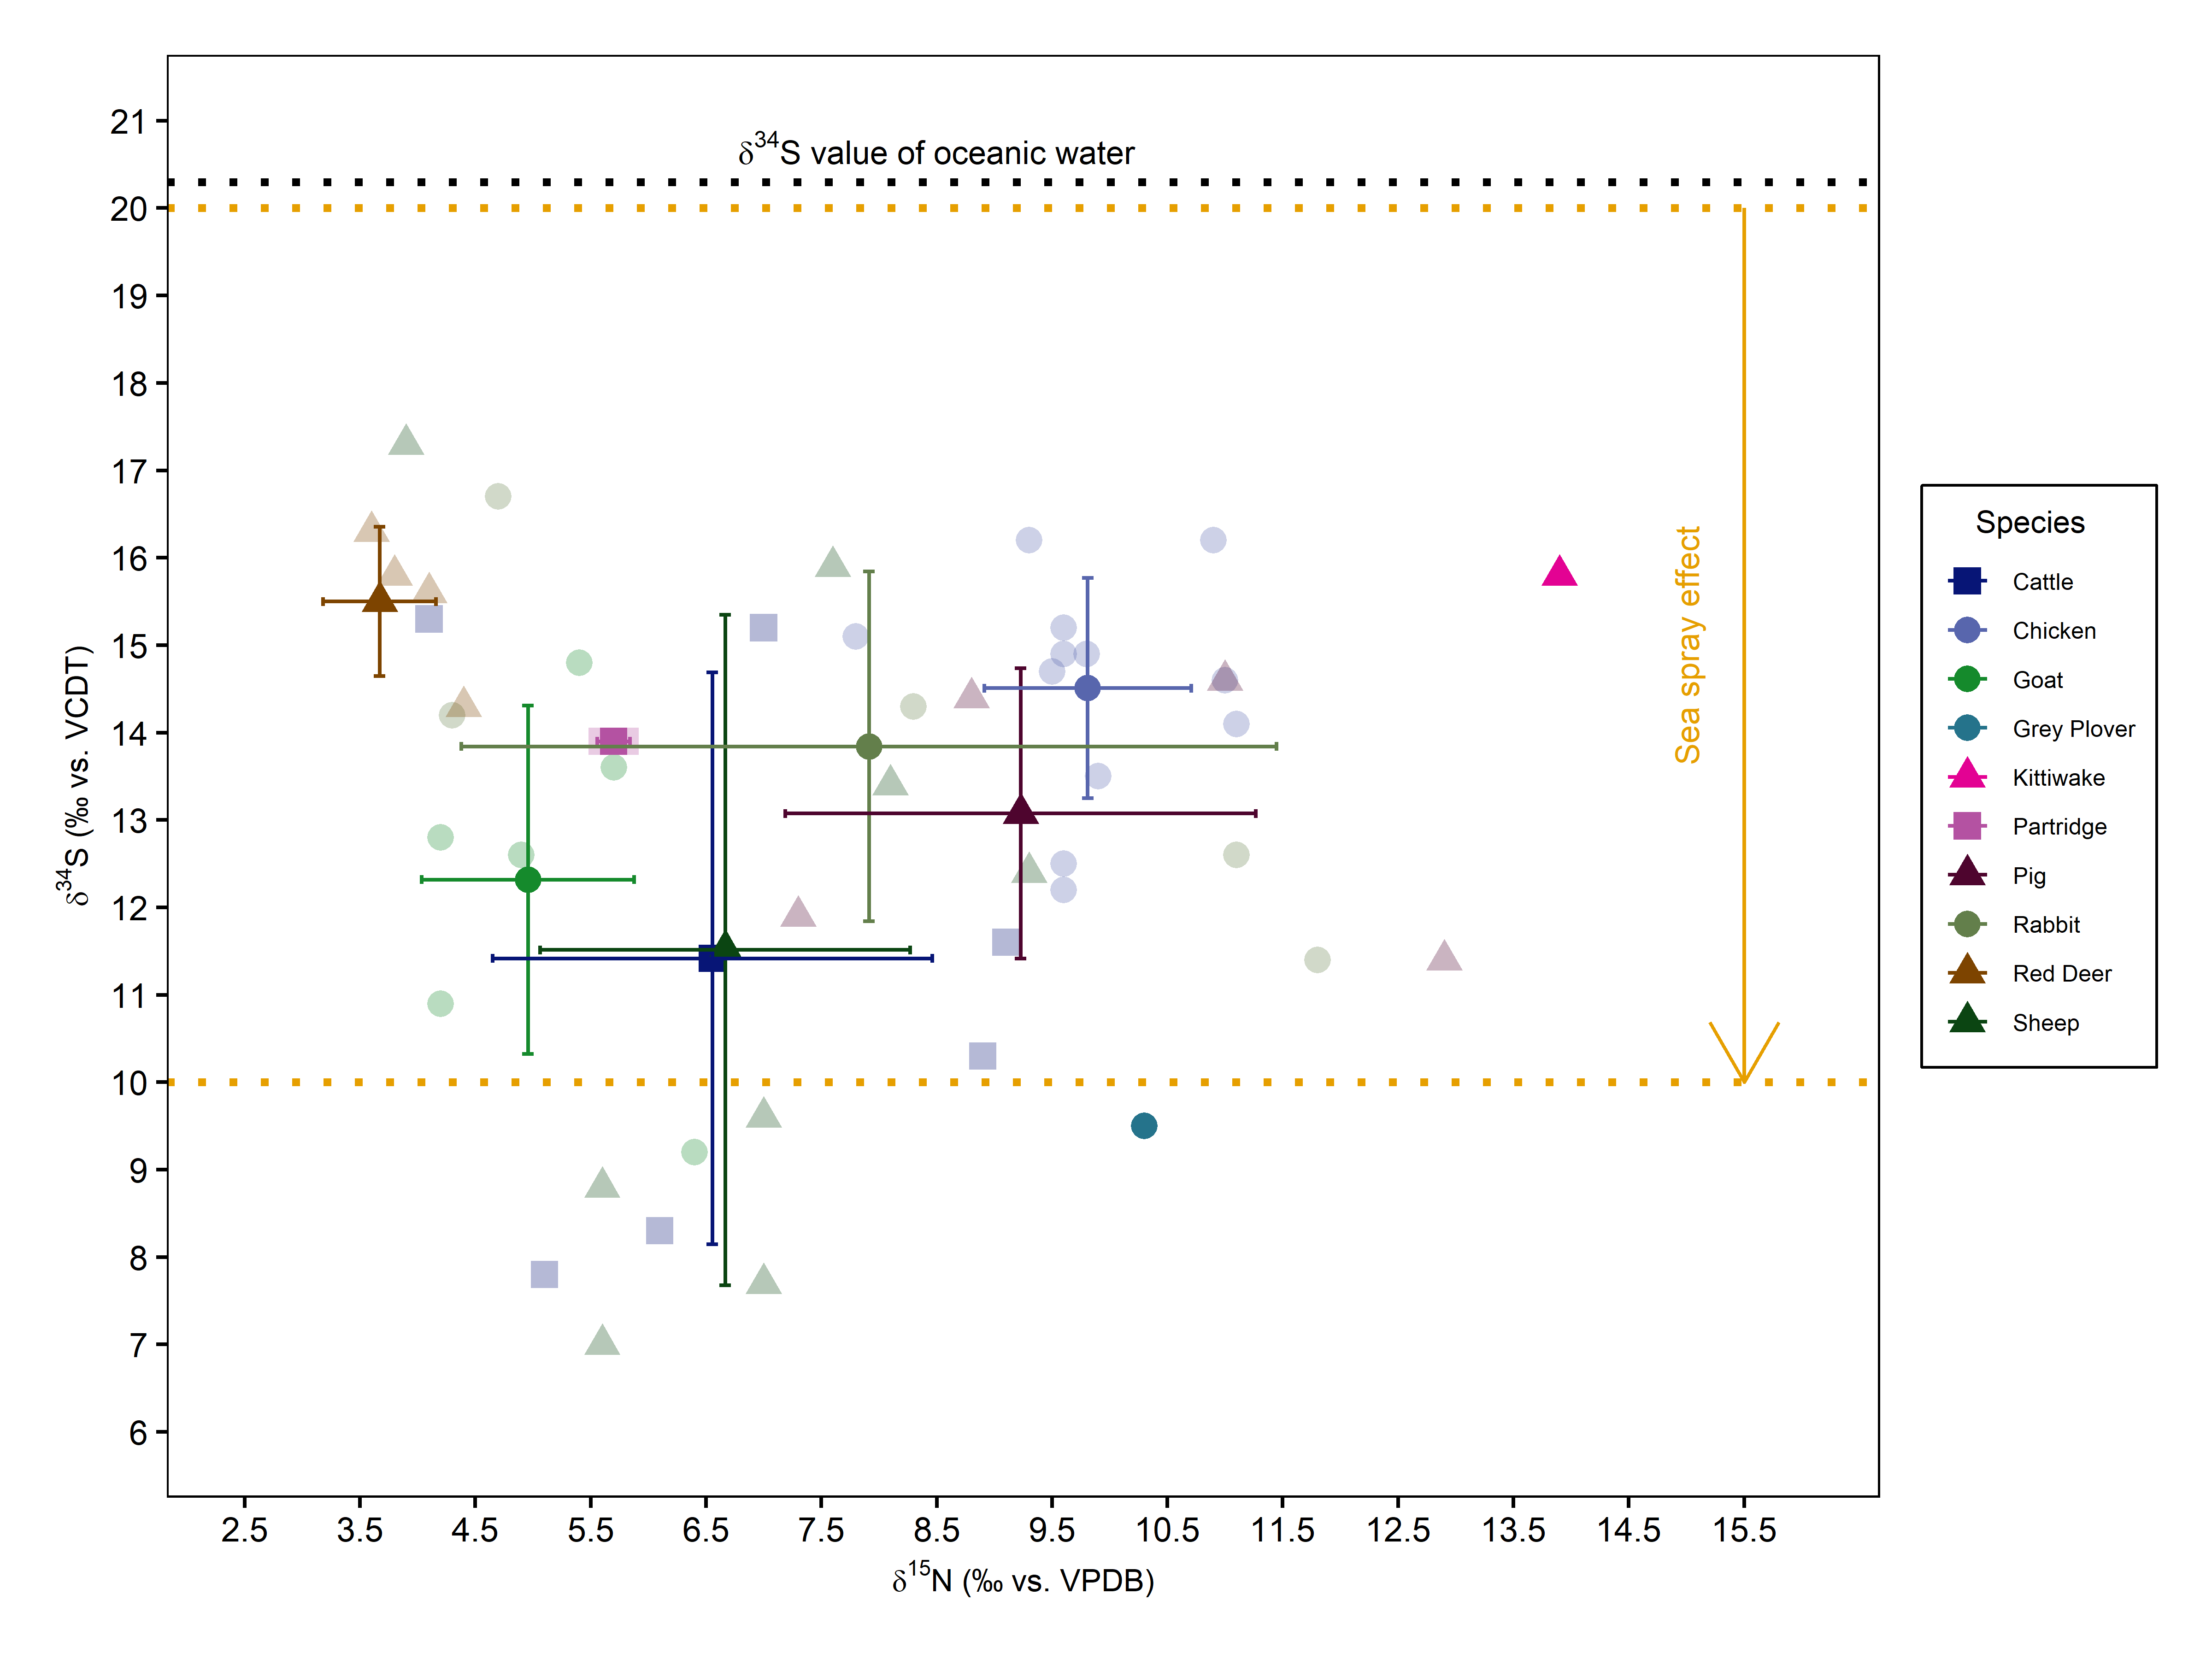 δ34S value of oceanic water
21
20
19
18
17
16
15
14
13
12
11
10
9
8
7
6
δ34S (‰ vs. VCDT)
Sea spray effect
2.5 3.5 4.5 5.5 6.5 7.5 8.5 9.5 10.5 11.5 12.5 13.5 14.5 15.5
δ15N (‰ vs. VPDB)
Species
Cattle
Chicken
Goat
Grey Plover
Kittiwake
Partridge
Pig
Rabbit
Red Deer
Sheep